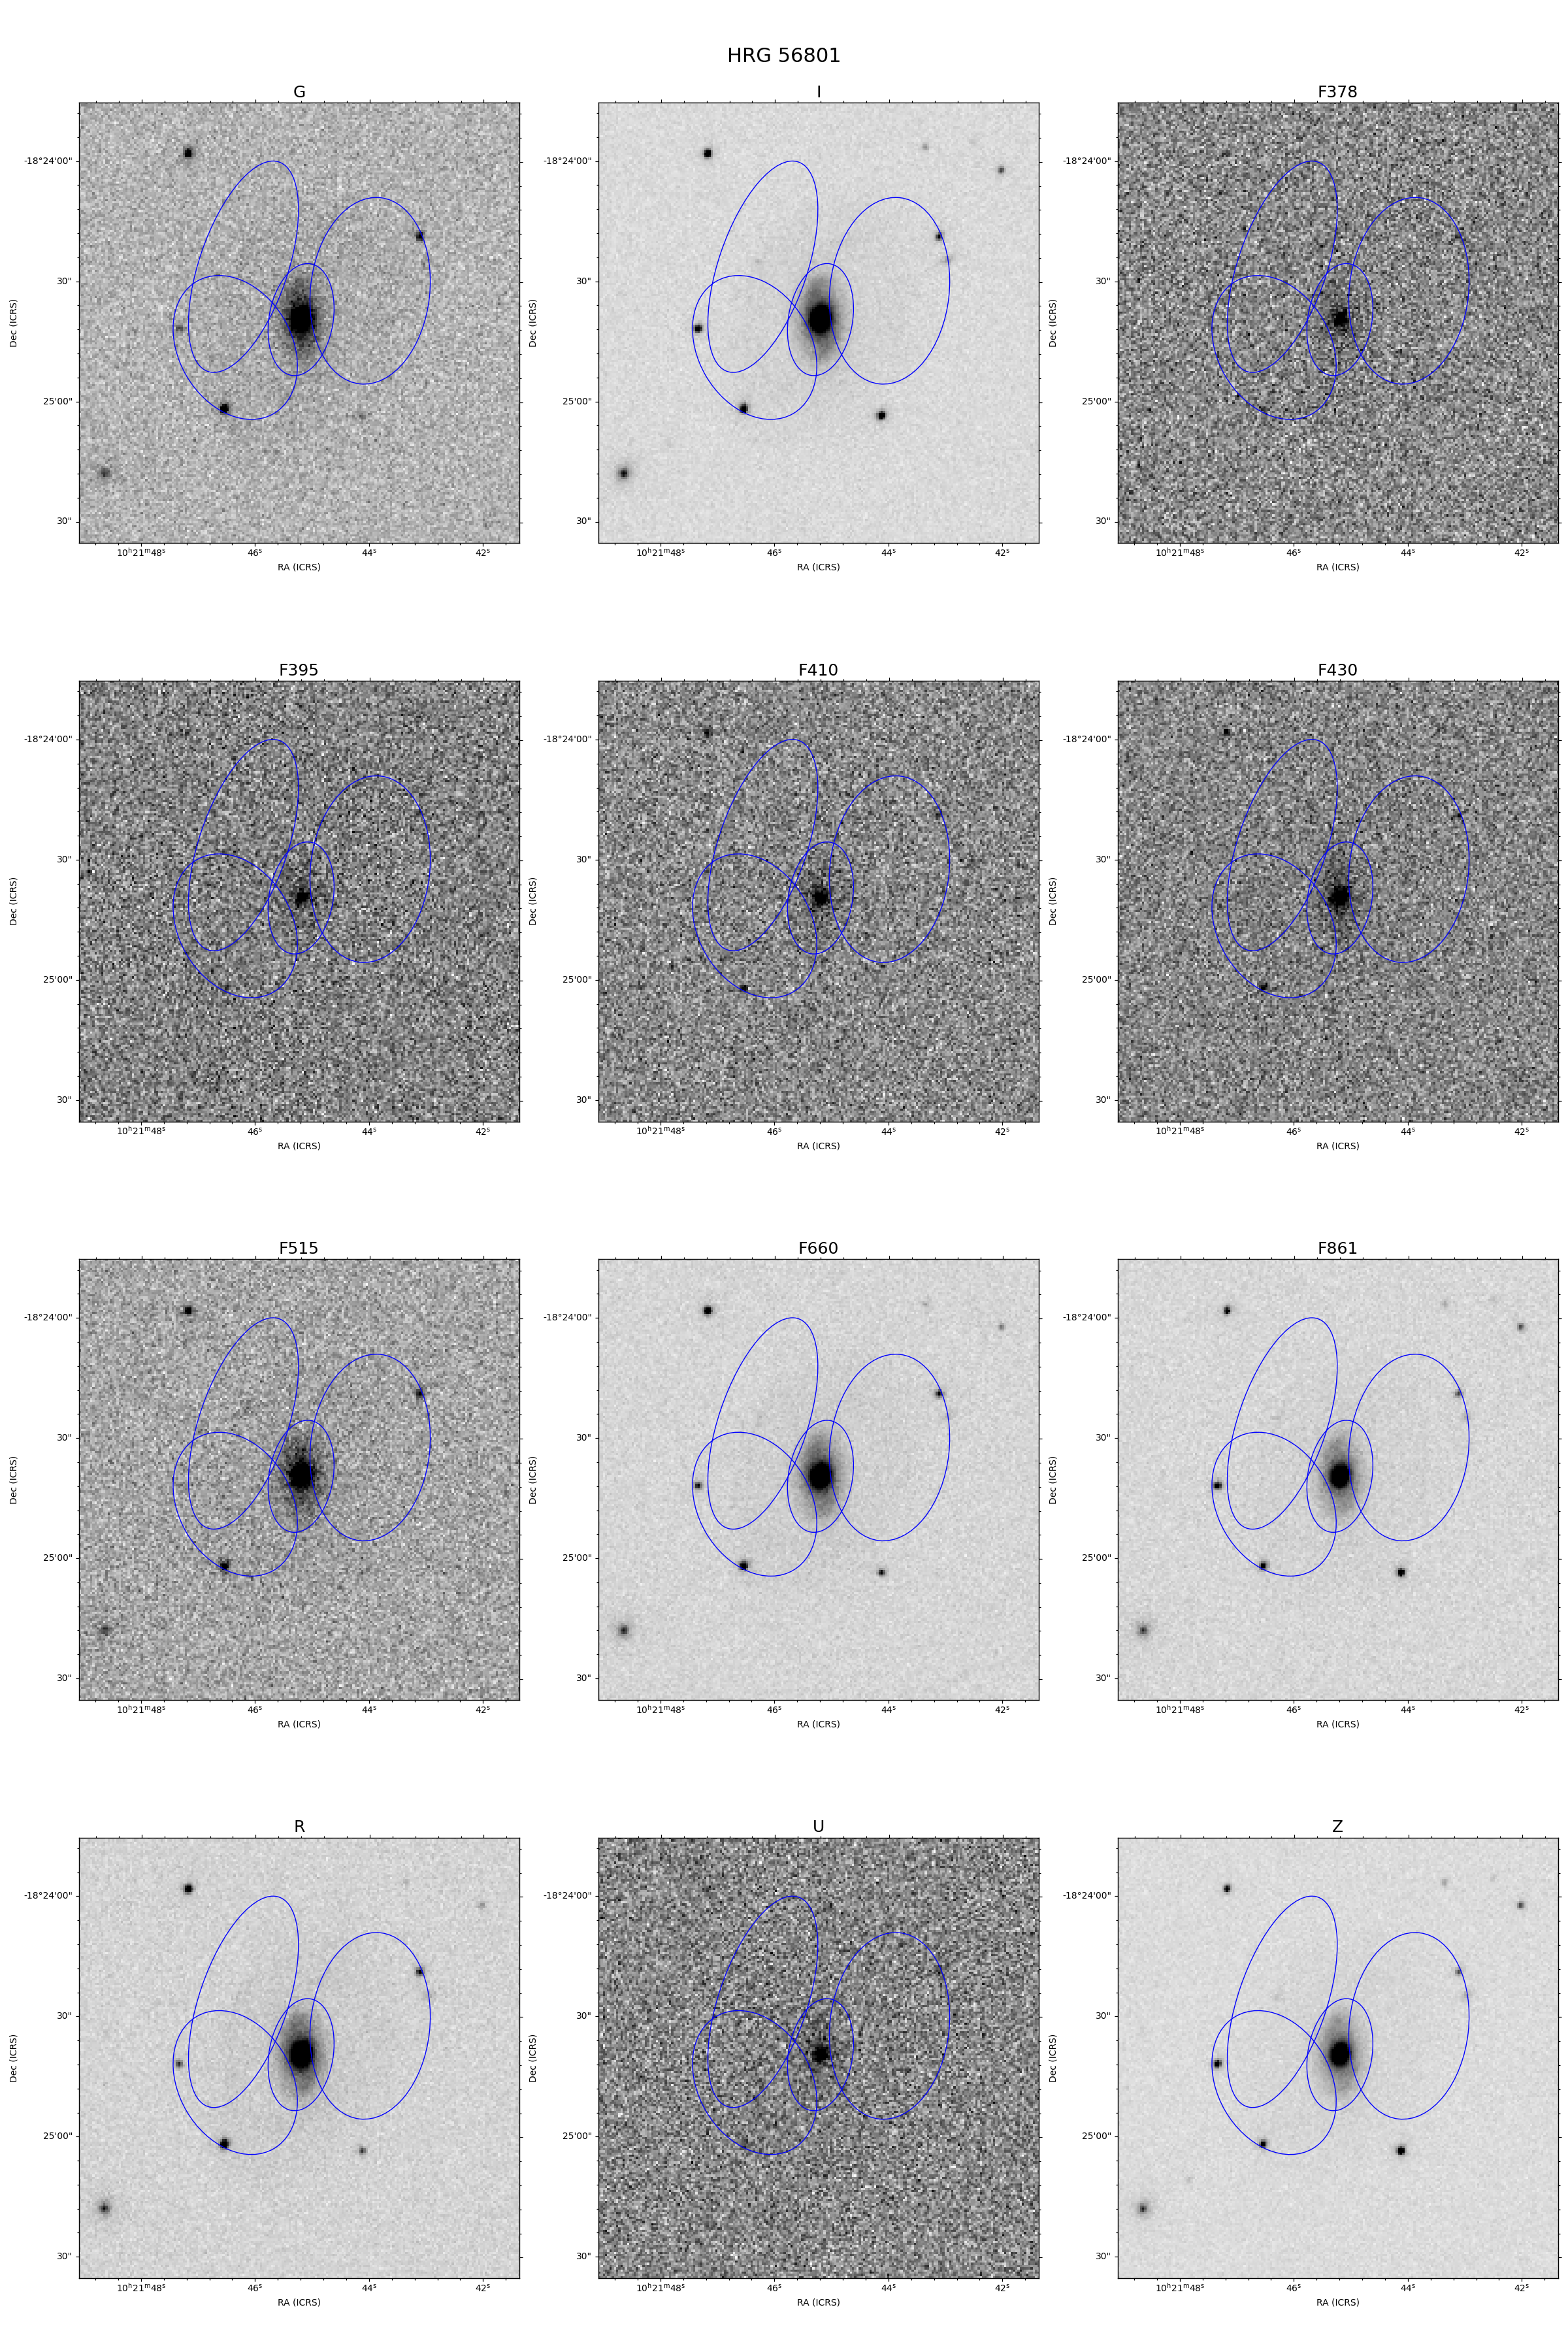 HRG 56801
G I F378
-18°24'00" -18°24'00" -18°24'00"
Dec (ICRS) Dec (ICRS) Dec (ICRS)
30" 30" 30"
25'00" 25'00" 25'00"
30" 30" 30"
10h21m48s 46s 44s 42s 10h21m48s 46s 44s 42s 10h21m48s 46s 44s 42s
RA (ICRS) RA (ICRS) RA (ICRS)
F395 F410 F430
-18°24'00" -18°24'00" -18°24'00"
30" 30" 30"
Dec (ICRS) Dec (ICRS) Dec (ICRS)
25'00" 25'00" 25'00"
30" 30" 30"
10h21m48s 46s 44s 42s 10h21m48s 46s 44s 42s 10h21m48s 46s 44s 42s
RA (ICRS) RA (ICRS) RA (ICRS)
F515 F660 F861
-18°24'00" -18°24'00" -18°24'00"
30" 30" 30"
Dec (ICRS) Dec (ICRS) Dec (ICRS)
25'00" 25'00" 25'00"
30" 30" 30"
10h21m48s 46s 44s 42s 10h21m48s 46s 44s 42s 10h21m48s 46s 44s 42s
RA (ICRS) RA (ICRS) RA (ICRS)
R U Z
-18°24'00" -18°24'00" -18°24'00"
30" 30" 30"
Dec (ICRS) Dec (ICRS) Dec (ICRS)
25'00" 25'00" 25'00"
30" 30" 30"
10h21m48s 46s 44s 42s 10h21m48s 46s 44s 42s 10h21m48s 46s 44s 42s
RA (ICRS) RA (ICRS) RA (ICRS)